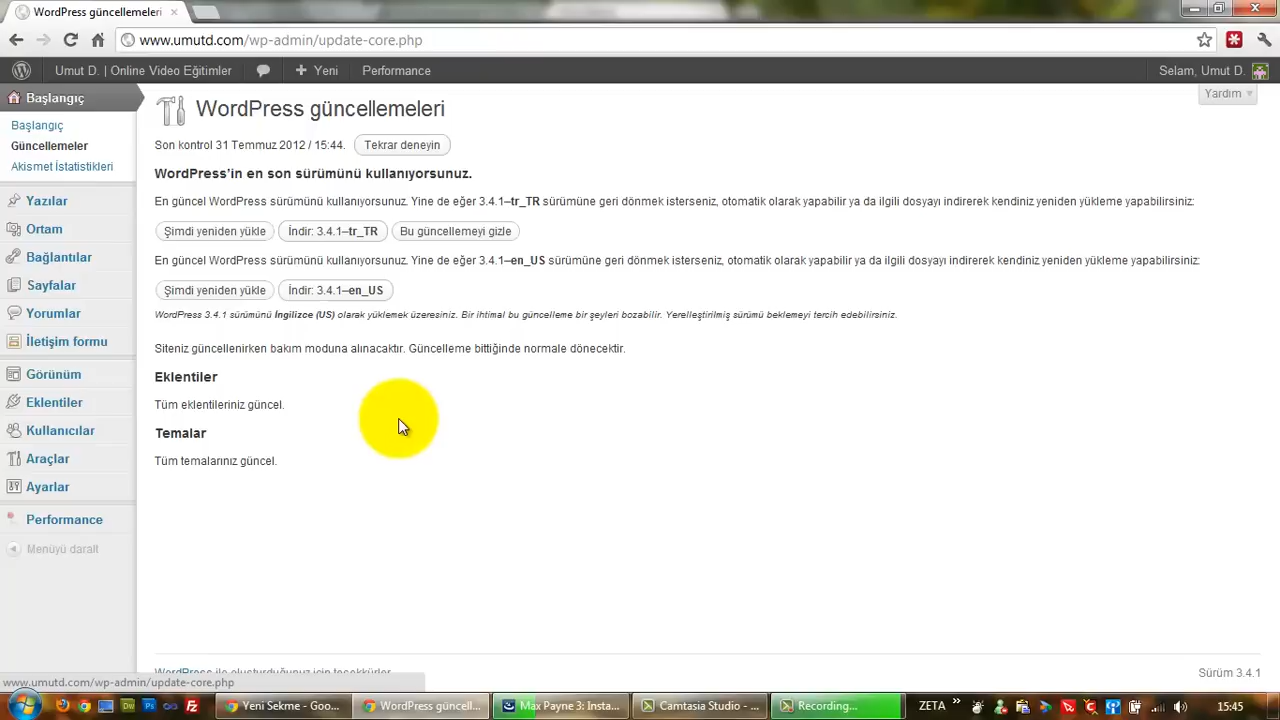 WordPress güncellemeleri
www.umutd.com/wp-admin/update-core.php
Umut D. | Online Video Eğitimler
Yeni
Performance
Selam, Umut D.
Başlangıç
Başlangıç
Güncellemeler
Akismet İstatistikleri
Yazılar
Ortam
Bağlantılar
Sayfalar
Yorumlar
İletişim formu
Görünüm
Eklentiler
Kullanıcılar
Araçlar
Ayarlar
Performance
Menüyü daralt
Yardım
WordPress güncellemeleri
Son kontrol 31 Temmuz 2012 / 15:44. Tekrar deneyin
WordPress'in en son sürümünü kullanıyorsunuz.
En güncel WordPress sürümünü kullanıyorsunuz. Yine de eğer 3.4.1–tr_TR sürümüne geri dönmek isterseniz, otomatik olarak yapabilir ya da ilgili dosyayı indirerek kendiniz yeniden yükleme yapabilirsiniz:
Şimdi yeniden yükle İndir: 3.4.1–tr_TR Bu güncellemeyi gizle
En güncel WordPress sürümünü kullanıyorsunuz. Yine de eğer 3.4.1–en_US sürümüne geri dönmek isterseniz, otomatik olarak yapabilir ya da ilgili dosyayı indirerek kendiniz yeniden yükleme yapabilirsiniz:
Şimdi yeniden yükle İndir: 3.4.1–en_US
WordPress 3.4.1 sürümünü İngilizce (US) olarak yüklemek üzeresiniz. Bir ihtimal bu güncelleme bir şeyleri bozabilir. Yerelleştirilmiş sürümü beklemeyi tercih edebilirsiniz.
Siteniz güncellenirken bakım moduna alınacaktır. Güncelleme bittiğinde normale dönecektir.
Eklentiler
Tüm eklentileriniz güncel.
Temalar
Tüm temalarınız güncel.
WordPress ile oluşturduğunuz için teşekkürler
Sürüm 3.4.1
www.umutd.com/wp-admin/update-core.php
Yeni Sekme - Goo...
WordPress güncell...
Max Payne 3: Insta...
Camtasia Studio - ...
Recording...
ZETA
15:45